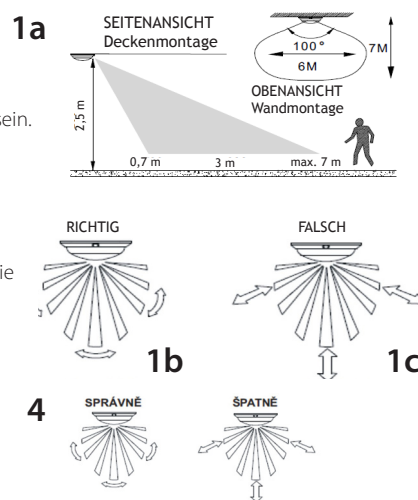 1a
SEITENANSICHT
Deckenmontage
100°
6M
7M
OBENANSICHT
Wandmontage
sein.
2,5 m
0,7 m
3 m
max. 7 m
RICHTIG
FALSCH
ie
1b
1c
4
SPRÁVNĚ
ŠPATNĚ